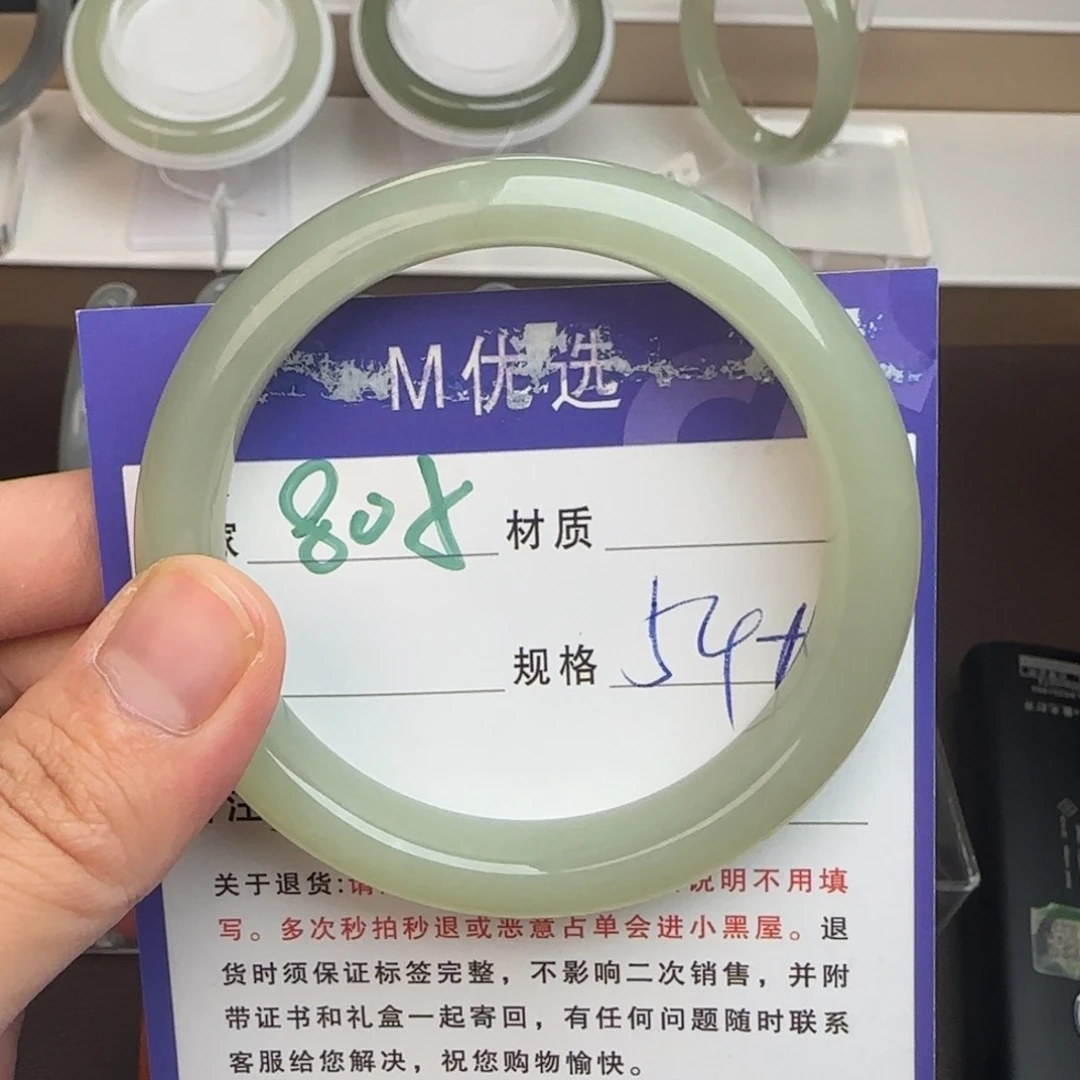 M优选
家 80 材质
规格 54+
注
关于退货:请 说明不用填
写。多次秒拍秒退或恶意占单会进小黑屋。退
货时须保证标签完整，不影响二次销售，并附
带证书和礼盒一起寄回，有任何问题随时联系
客服给您解决，祝您购物愉快。